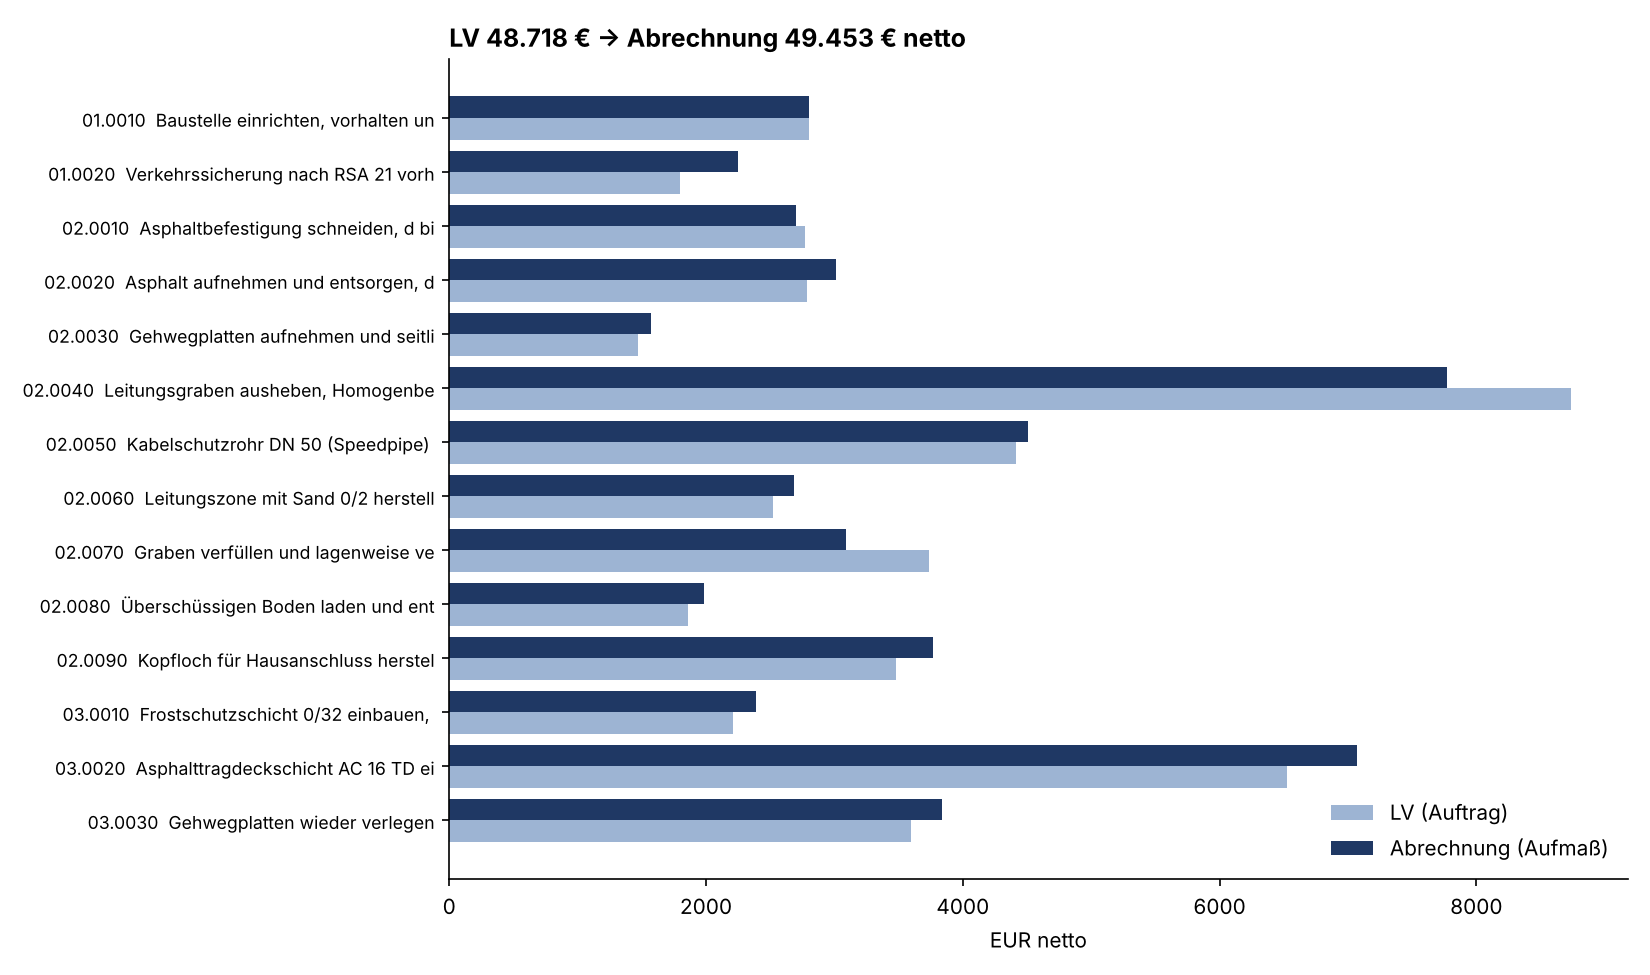 LV 48.718 € → Abrechnung 49.453 € netto
01.0010 Baustelle einrichten, vorhalten un
01.0020 Verkehrssicherung nach RSA 21 vorh
02.0010 Asphaltbefestigung schneiden, d bi
02.0020 Asphalt aufnehmen und entsorgen, d
02.0030 Gehwegplatten aufnehmen und seitli
02.0040 Leitungsgraben ausheben, Homogenbe
02.0050 Kabelschutzrohr DN 50 (Speedpipe)
02.0060 Leitungszone mit Sand 0/2 herstell
02.0070 Graben verfüllen und lagenweise ve
02.0080 Überschüssigen Boden laden und ent
02.0090 Kopfloch für Hausanschluss herstel
03.0010 Frostschutzschicht 0/32 einbauen,
03.0020 Asphalttragdeckschicht AC 16 TD ei
03.0030 Gehwegplatten wieder verlegen
LV (Auftrag)
Abrechnung (Aufmaß)
0 2000 4000 6000 8000
EUR netto